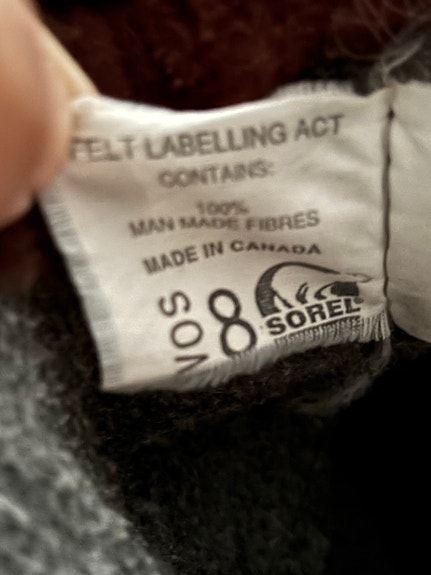 FELT LABELLING ACT
CONTAINS:
100%
MAN MADE FIBRES
MADE IN CANADA
SOREL
8